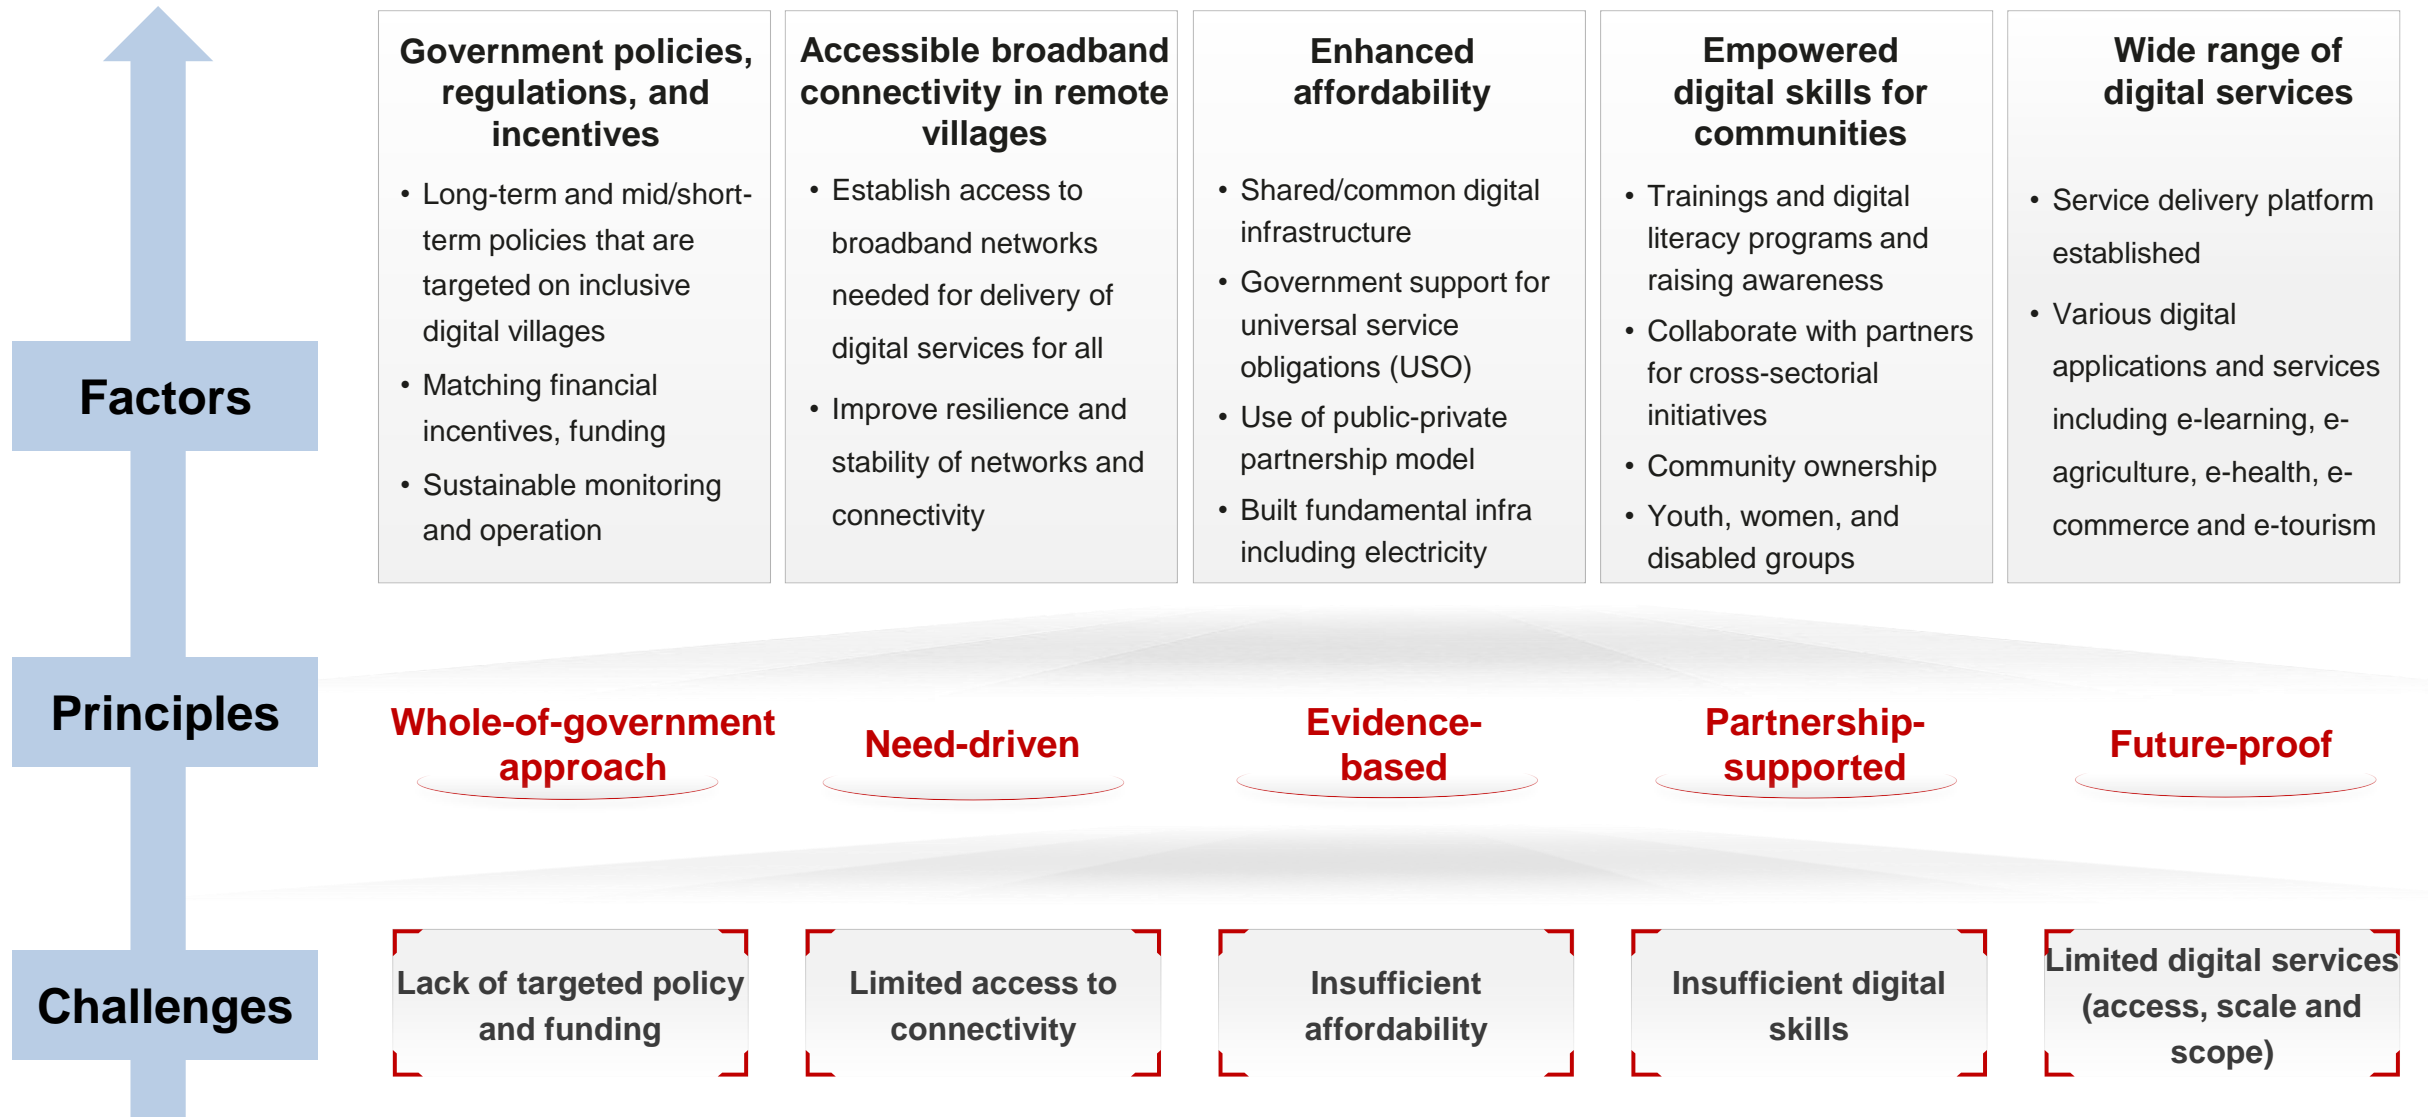 Factors
Government policies,
regulations, and
incentives
• Long-term and mid/short-
term policies that are
targeted on inclusive
digital villages
• Matching financial
incentives, funding
• Sustainable monitoring
and operation
Accessible broadband
connectivity in remote
villages
• Establish access to
broadband networks
needed for delivery of
digital services for all
• Improve resilience and
stability of networks and
connectivity
Enhanced
affordability
• Shared/common digital
infrastructure
• Government support for
universal service
obligations (USO)
• Use of public-private
partnership model
• Built fundamental infra
including electricity
Empowered
digital skills for
communities
• Trainings and digital
literacy programs and
raising awareness
• Collaborate with partners
for cross-sectorial
initiatives
• Community ownership
• Youth, women, and
disabled groups
Wide range of
digital services
• Service delivery platform
established
• Various digital
applications and services
including e-learning, e-
agriculture, e-health, e-
commerce and e-tourism
Principles
Whole-of-government
approach
Need-driven
Evidence-
based
Partnership-
supported
Future-proof
Challenges
Lack of targeted policy
and funding
Limited access to
connectivity
Insufficient
affordability
Insufficient digital
skills
Limited digital services
(access, scale and
scope)